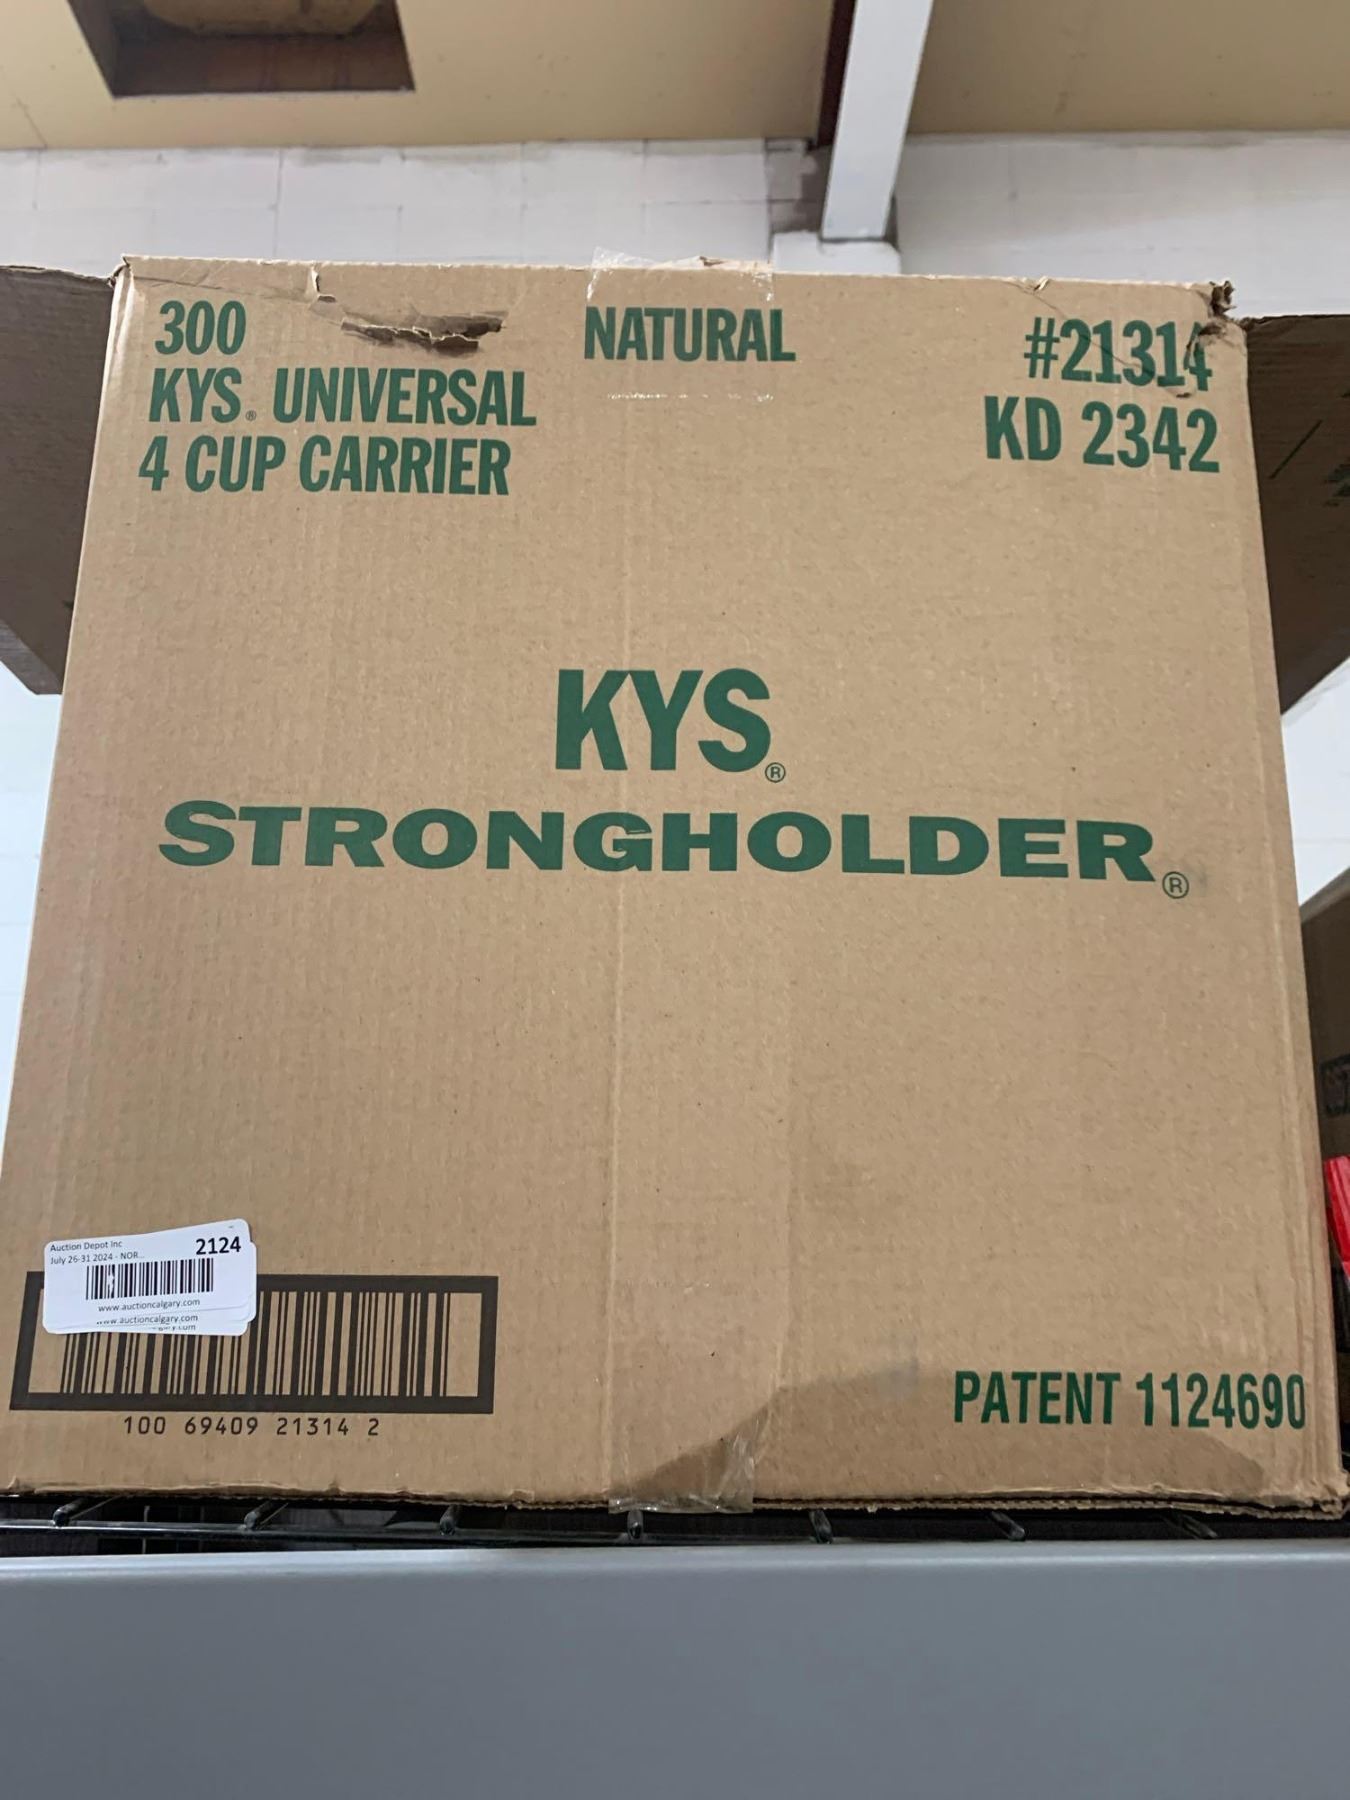 300
KYS® UNIVERSAL
4 CUP CARRIER
NATURAL
#21314
KD 2342
KYS®
STRONGHOLDER®
Auction Depot Inc
July 26-31 2024 - NOR...
2124
www.auctioncalgary.com
www.auctioncalgary.com
100 69409 21314 2
PATENT 1124690